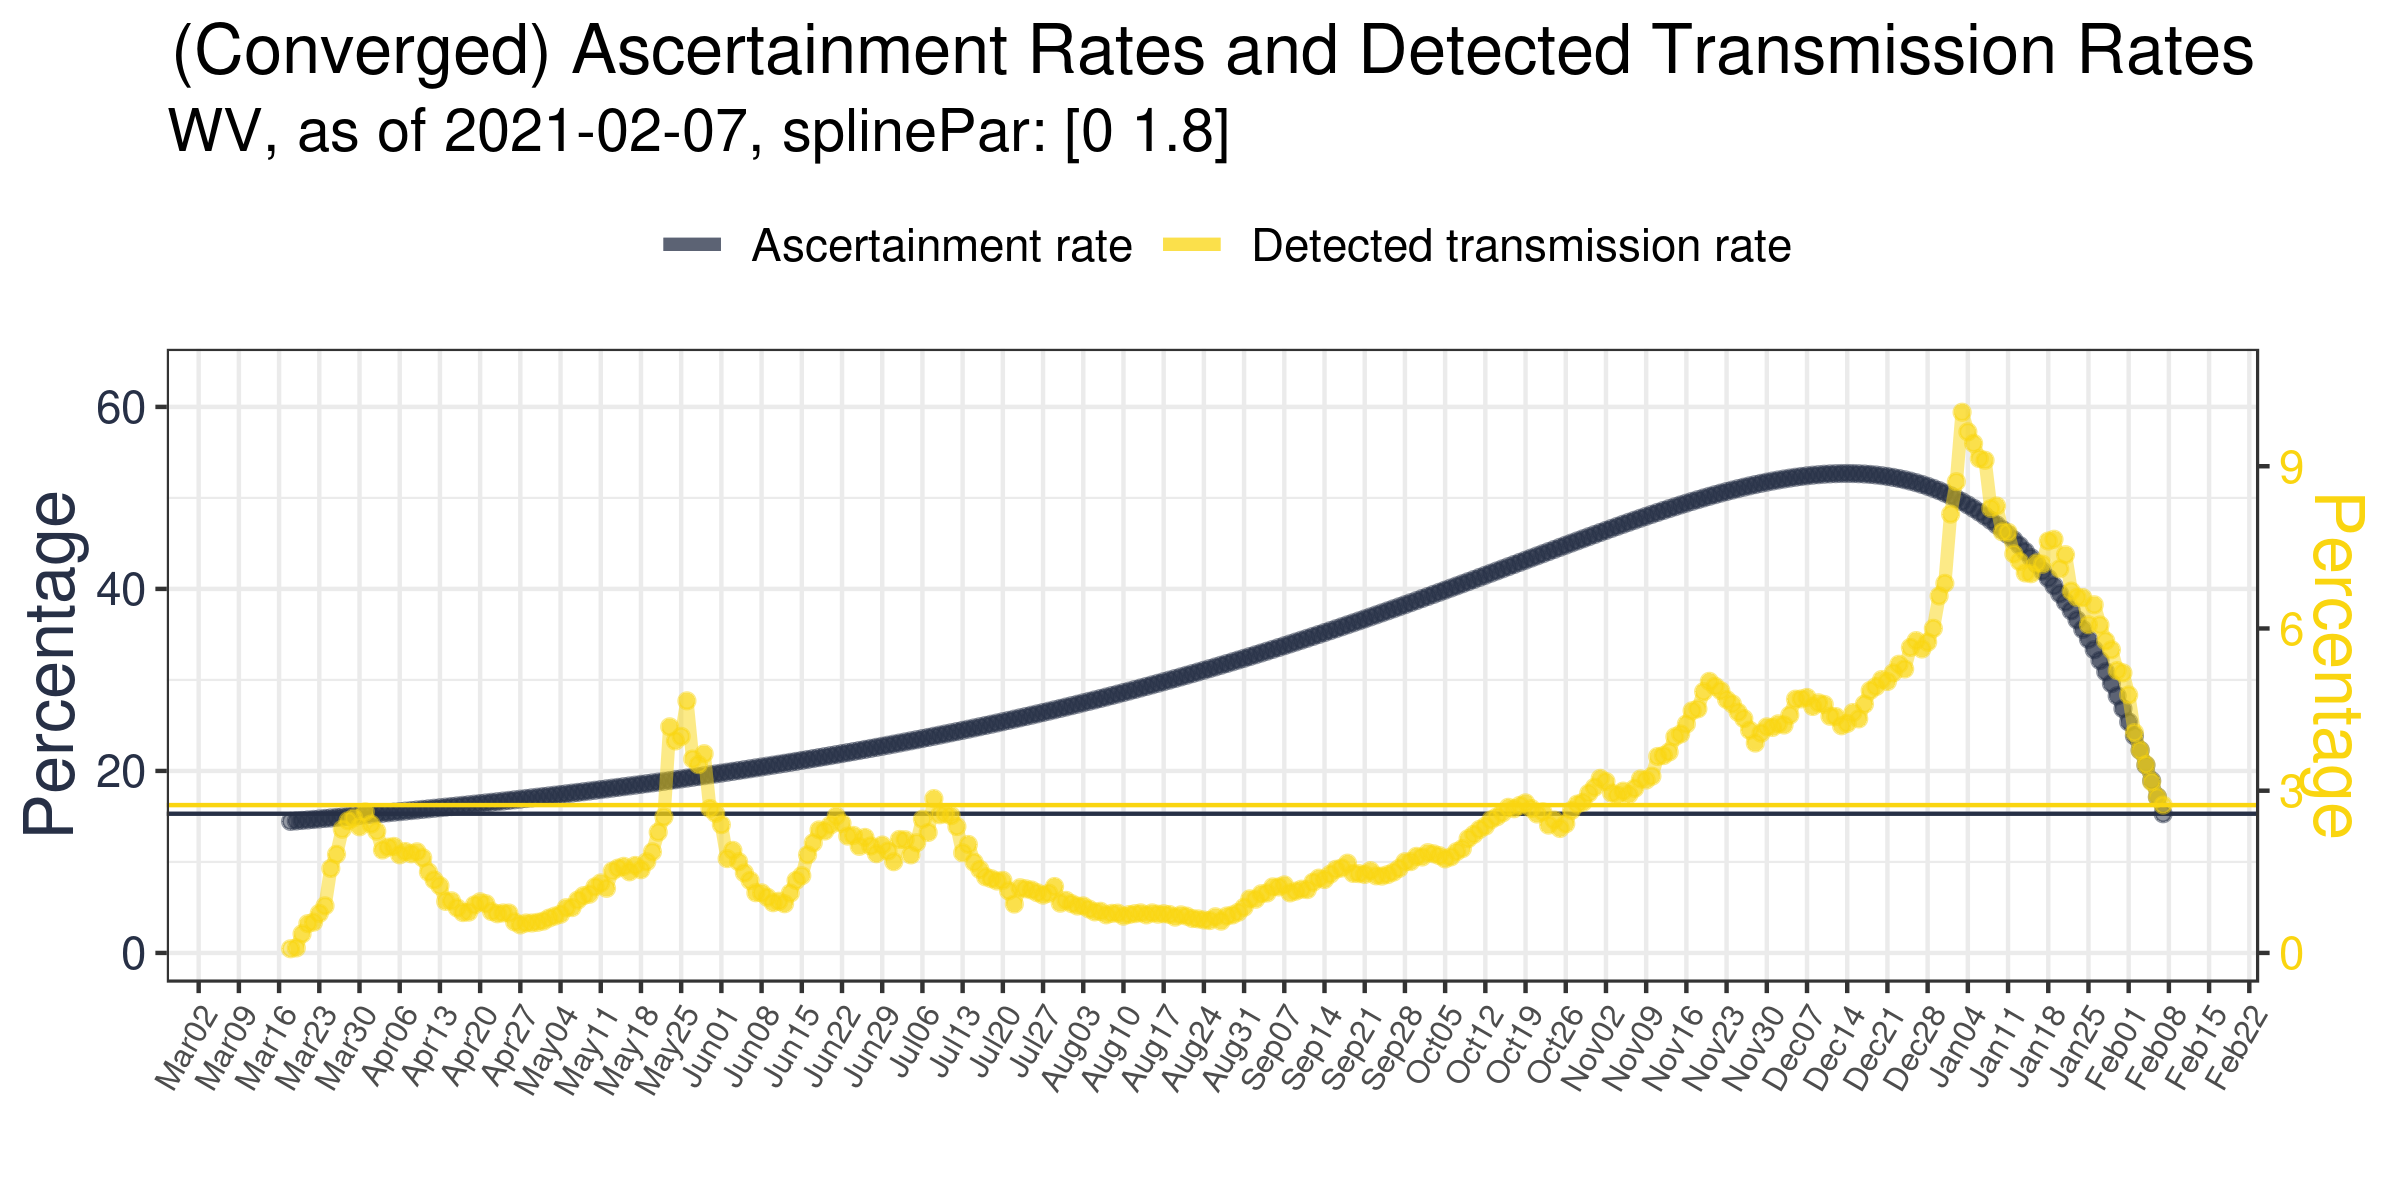 (Converged) Ascertainment Rates and Detected Transmission Rates
WV, as of 2021-02-07, splinePar: [0 1.8]
Ascertainment rate
Detected transmission rate
Percentage
60
40
20
0
9
6
3
0
Percentage
Mar02
Mar09
Mar16
Mar23
Mar30
Apr06
Apr13
Apr20
Apr27
May04
May11
May18
May25
Jun01
Jun08
Jun15
Jun22
Jun29
Jul06
Jul13
Jul20
Jul27
Aug03
Aug10
Aug17
Aug24
Aug31
Sep07
Sep14
Sep21
Sep28
Oct05
Oct12
Oct19
Oct26
Nov02
Nov09
Nov16
Nov23
Nov30
Dec07
Dec14
Dec21
Dec28
Jan04
Jan11
Jan18
Jan25
Feb01
Feb08
Feb15
Feb22